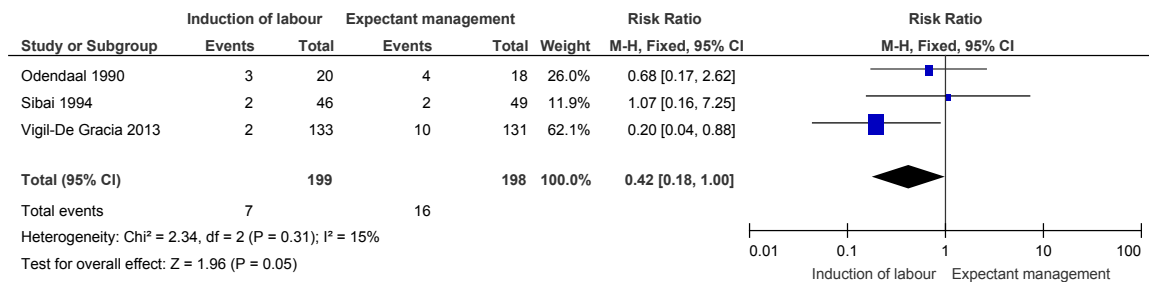 Induction of labour Expectant management Risk Ratio Risk Ratio
Study or Subgroup Events Total Events Total Weight M-H, Fixed, 95% CI M-H, Fixed, 95% CI
Odendaal 1990 3 20 4 18 26.0% 0.68 [0.17, 2.62]
Sibai 1994 2 46 2 49 11.9% 1.07 [0.16, 7.25]
Vigil-De Gracia 2013 2 133 10 131 62.1% 0.20 [0.04, 0.88]
Total (95% CI) 199 198 100.0% 0.42 [0.18, 1.00]
Total events 7 16
Heterogeneity: Chi² = 2.34, df = 2 (P = 0.31); I² = 15%
Test for overall effect: Z = 1.96 (P = 0.05)
0.01 0.1 1 10 100
Induction of labour Expectant management